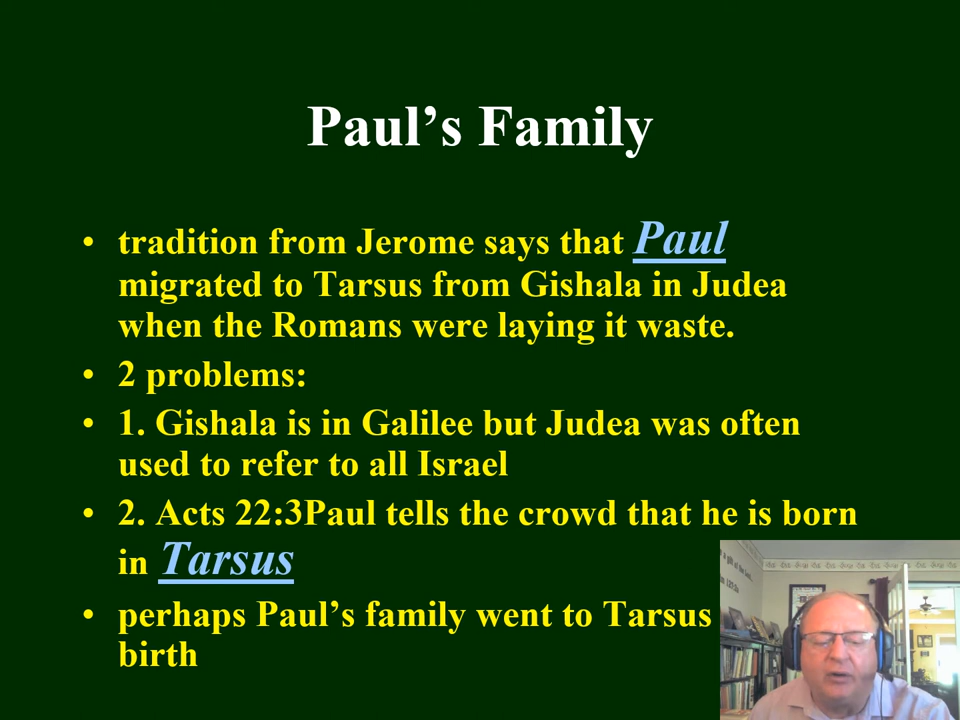 Paul’s Family
• tradition from Jerome says that Paul
migrated to Tarsus from Gishala in Judea
when the Romans were laying it waste.
• 2 problems:
• 1. Gishala is in Galilee but Judea was often
used to refer to all Israel
• 2. Acts 22:3Paul tells the crowd that he is born
in Tarsus
• perhaps Paul’s family went to Tarsus
birth